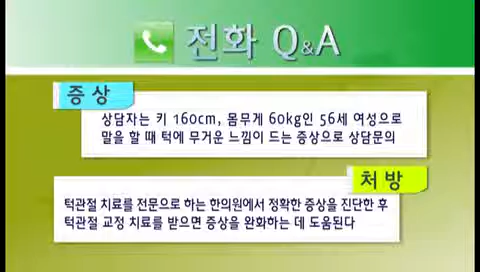 전화 Q&A
증상
상담자는 키 160cm, 몸무게 60kg인 56세 여성으로
말을 할 때 턱에 무거운 느낌이 드는 증상으로 상담문의
처방
턱관절 치료를 전문으로 하는 한의원에서 정확한 증상을 진단한 후
턱관절 교정 치료를 받으면 증상을 완화하는 데 도움된다